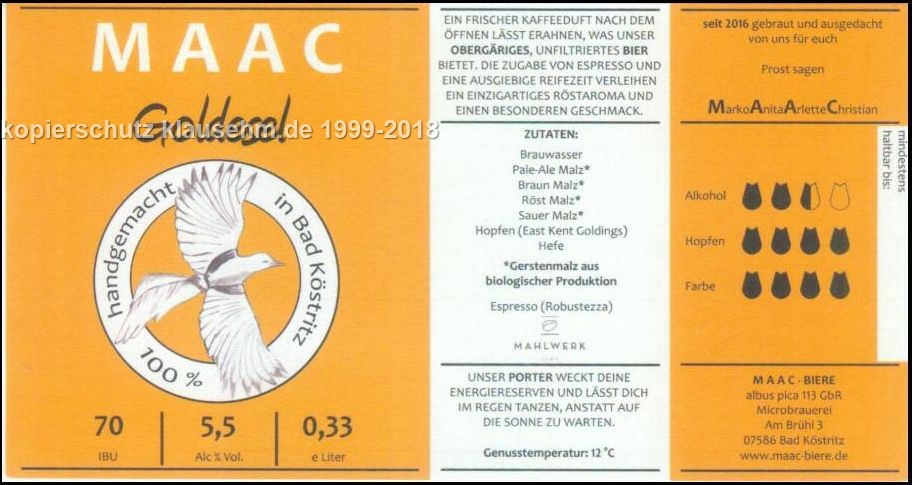 MAAC
Goldesel
kopierschutz klausehm.de 1999-2018
handgemacht
in Bad Köstritz
100 %
70
IBU
5,5
Alc % Vol.
0,33
e Liter
EIN FRISCHER KAFFEEDUFT NACH DEM
ÖFFNEN LÄSST ERAHNEN, WAS UNSER
OBERGÄRIGES, UNFILTRIERTES BIER
BIETET. DIE ZUGABE VON ESPRESSO UND
EINE AUSGIEBIGE REIFEZEIT VERLEIHEN
EIN EINZIGARTIGES RÖSTAROMA UND
EINEN BESONDEREN GESCHMACK.
ZUTATEN:
Brauwasser
Pale-Ale Malz*
Braun Malz*
Röst Malz*
Sauer Malz*
Hopfen (East Kent Goldings)
Hefe
*Gerstenmalz aus
biologischer Produktion
Espresso (Robustezza)
MAHLWERK
UNSER PORTER WECKT DEINE
ENERGIERESERVEN UND LÄSST DICH
IM REGEN TANZEN, ANSTATT AUF
DIE SONNE ZU WARTEN.
Genusstemperatur: 12 °C
seit 2016 gebraut und ausgedacht
von uns für euch
Prost sagen
MarkoAnitaArletteChristian
mindestens
haltbar bis:
Alkohol
Hopfen
Farbe
MAAC - BIERE
albus pica 113 GbR
Microbrauerei
Am Brühl 3
07586 Bad Köstritz
www.maac-biere.de